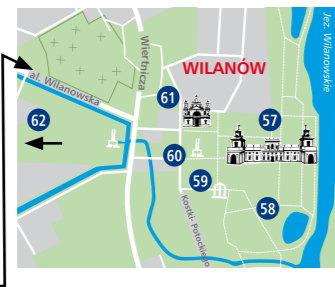 Jez. Wilanowskie
Wiertnicza
WILANÓW
al. Wilanowska
61
62
57
60
59
58
Kostki-Potockiego